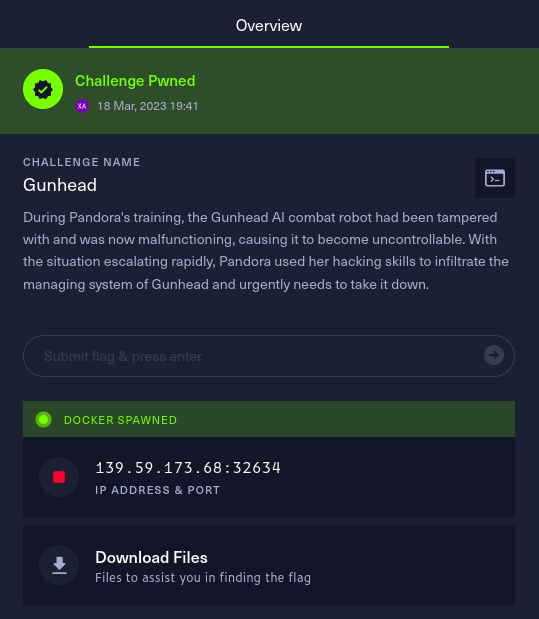 Overview
Challenge Pwned
XA 18 Mar, 2023 19:41
CHALLENGE NAME
Gunhead
During Pandora's training, the Gunhead AI combat robot had been tampered
with and was now malfunctioning, causing it to become uncontrollable. With
the situation escalating rapidly, Pandora used her hacking skills to infiltrate the
managing system of Gunhead and urgently needs to take it down.
Submit flag & press enter
DOCKER SPAWNED
139.59.173.68:32634
IP ADDRESS & PORT
Download Files
Files to assist you in finding the flag